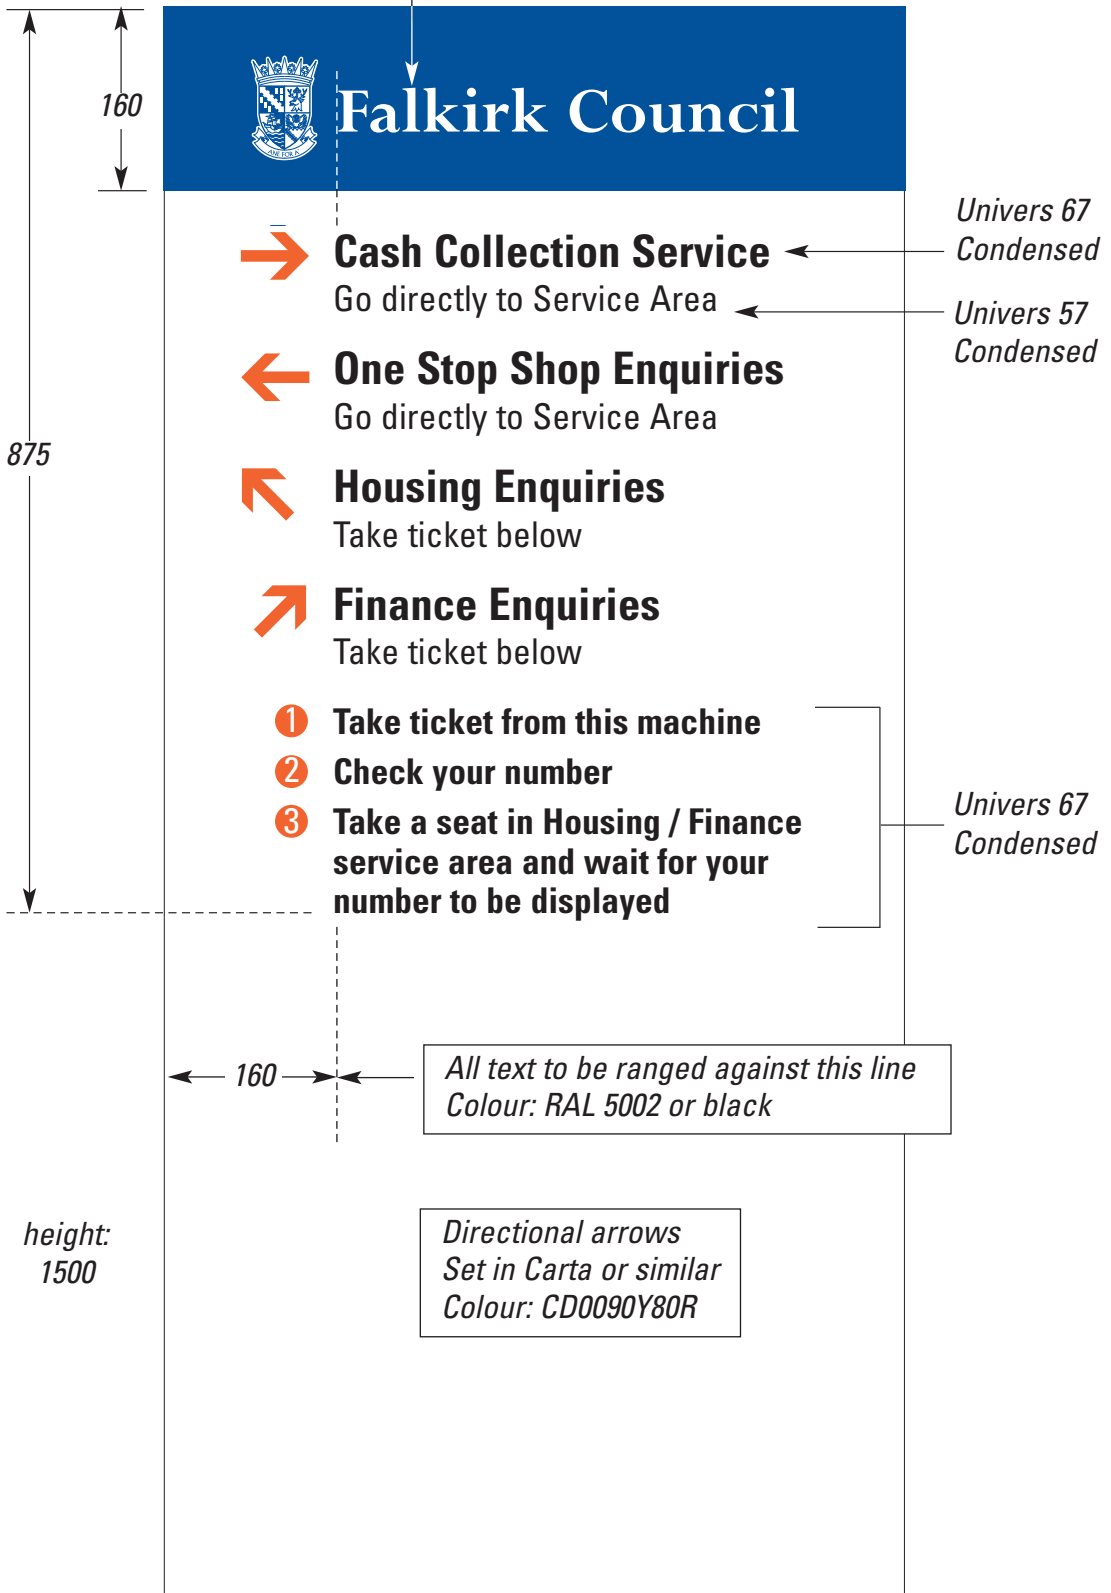 160
Falkirk Council
ANE FOR A'
Univers 67
Condensed
Cash Collection Service
Go directly to Service Area
Univers 57
Condensed
One Stop Shop Enquiries
Go directly to Service Area
875
Housing Enquiries
Take ticket below
Finance Enquiries
Take ticket below
1 Take ticket from this machine
2 Check your number
3 Take a seat in Housing / Finance
service area and wait for your
number to be displayed
Univers 67
Condensed
160
All text to be ranged against this line
Colour: RAL 5002 or black
height:
1500
Directional arrows
Set in Carta or similar
Colour: CD0090Y80R